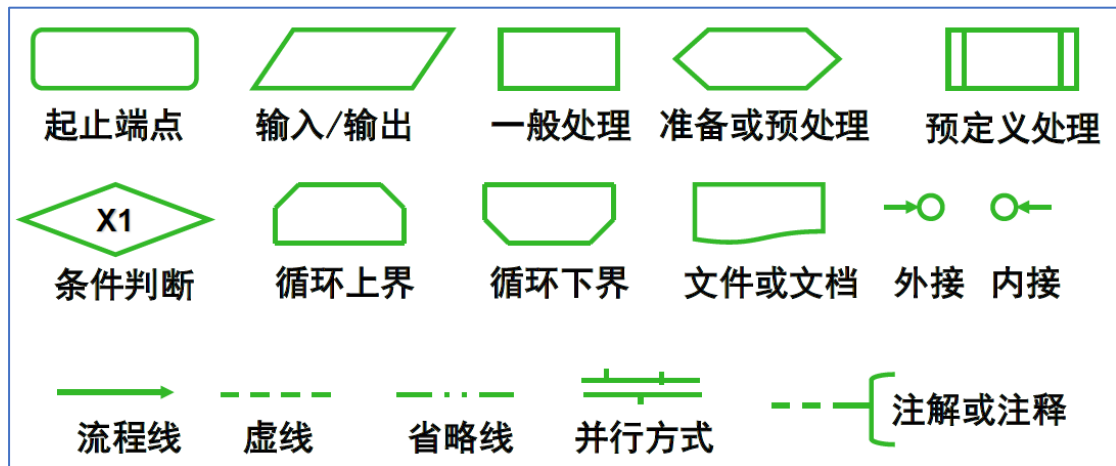 起止端点 输入/输出 一般处理 准备或预处理 预定义处理
X1
条件判断 循环上界 循环下界 文件或文档 外接 内接
流程线 虚线 省略线 并行方式 注解或注释